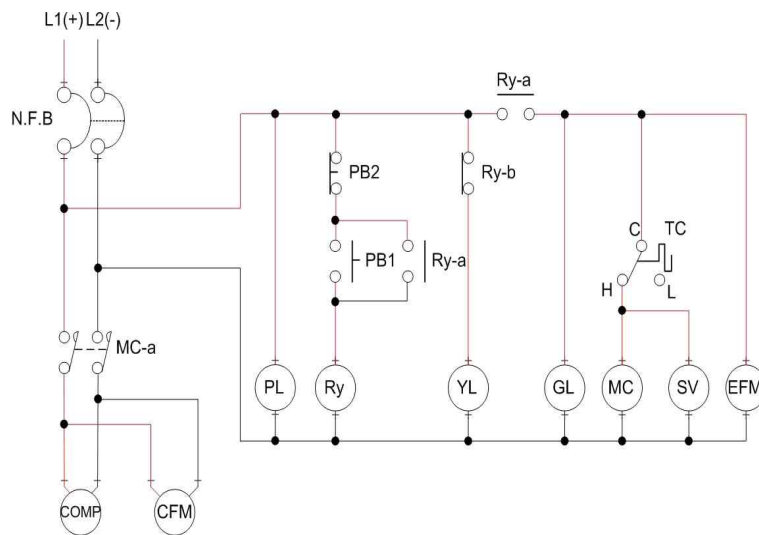 L1(+) L2(-)
Ry-a
N.F.B
PB2
Ry-b
PB1
Ry-a
C
TC
H
L
MC-a
PL
Ry
YL
GL
MC
SV
EFM
COMP
CFM